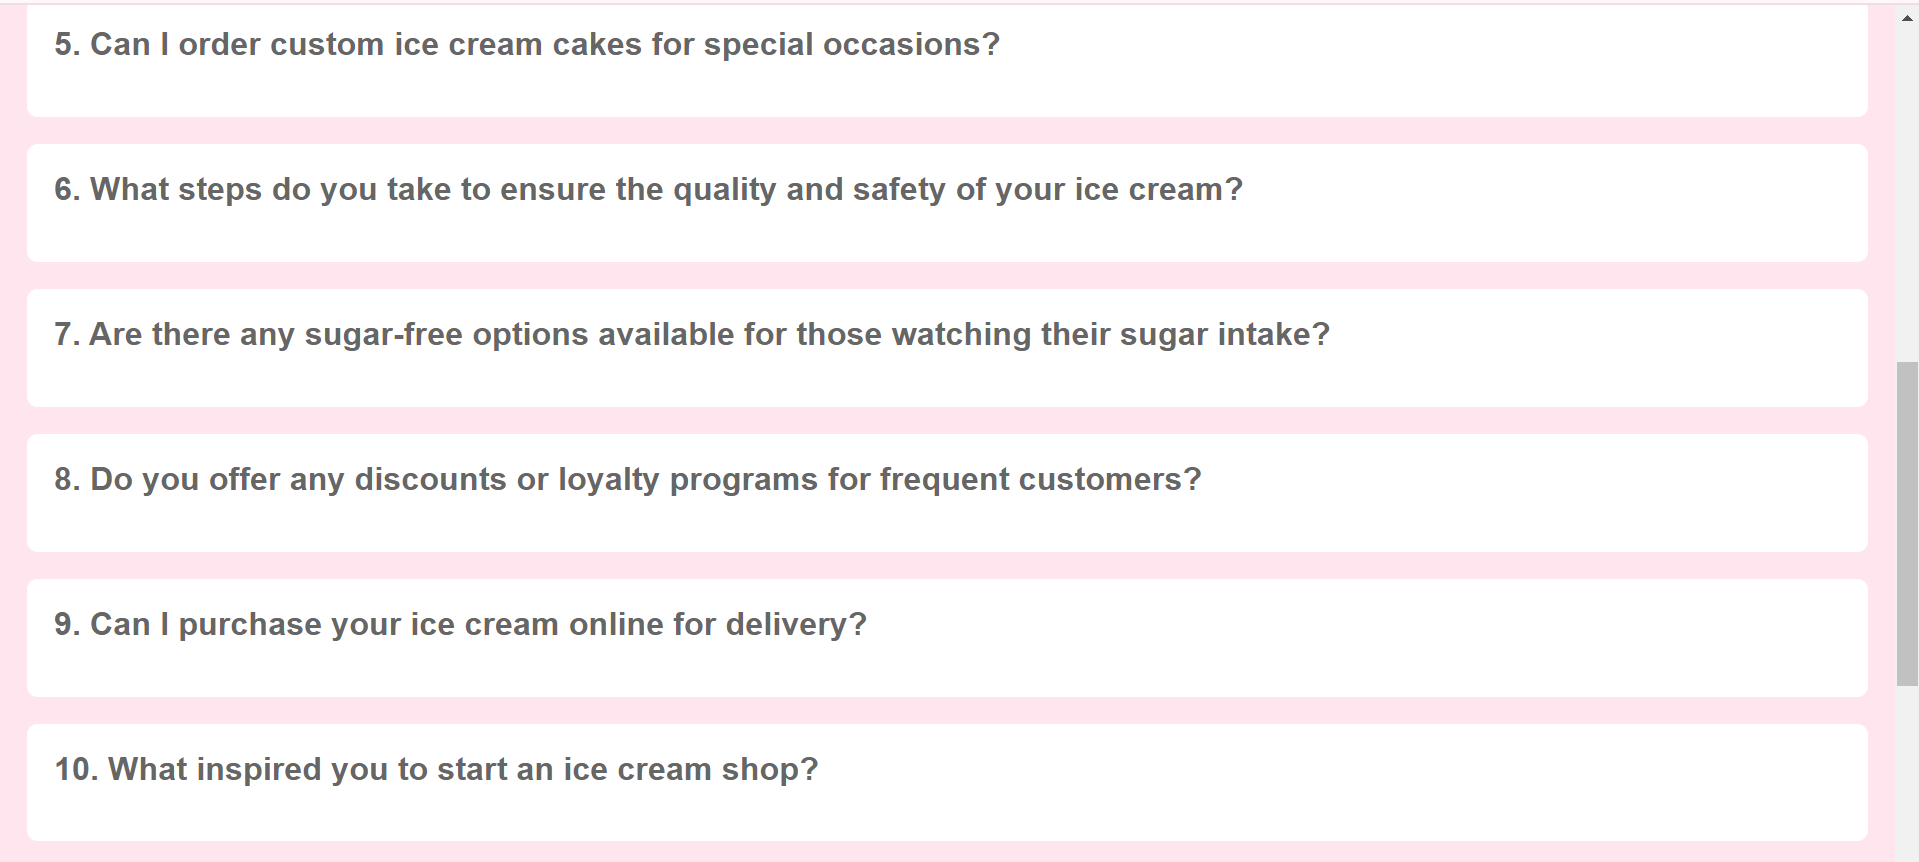 5. Can I order custom ice cream cakes for special occasions?
6. What steps do you take to ensure the quality and safety of your ice cream?
7. Are there any sugar-free options available for those watching their sugar intake?
8. Do you offer any discounts or loyalty programs for frequent customers?
9. Can I purchase your ice cream online for delivery?
10. What inspired you to start an ice cream shop?